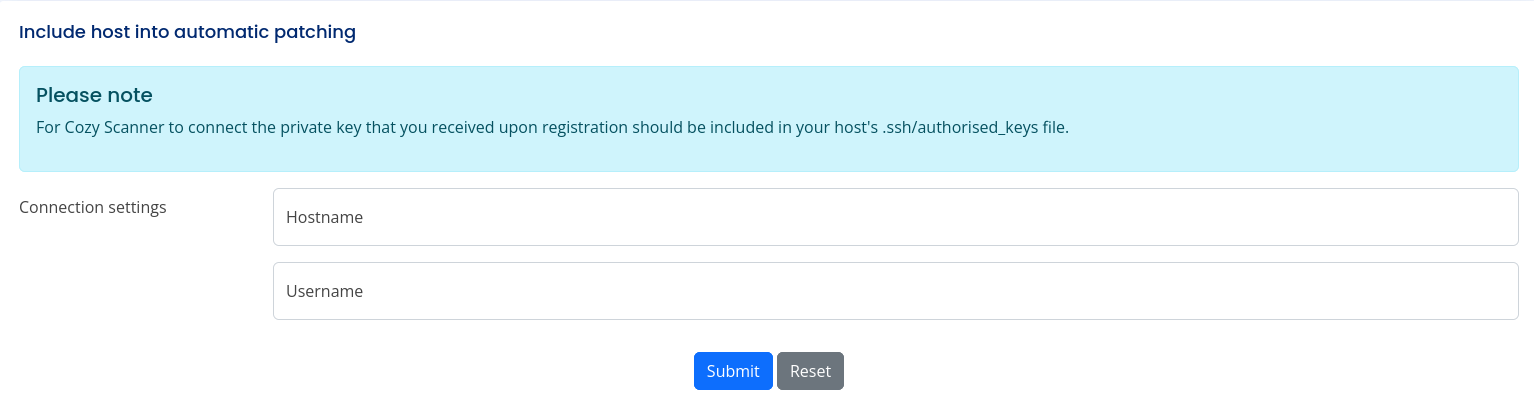 Include host into automatic patching
Please note
For Cozy Scanner to connect the private key that you received upon registration should be included in your host's .ssh/authorised_keys file.
Connection settings
Hostname
Username
Submit
Reset